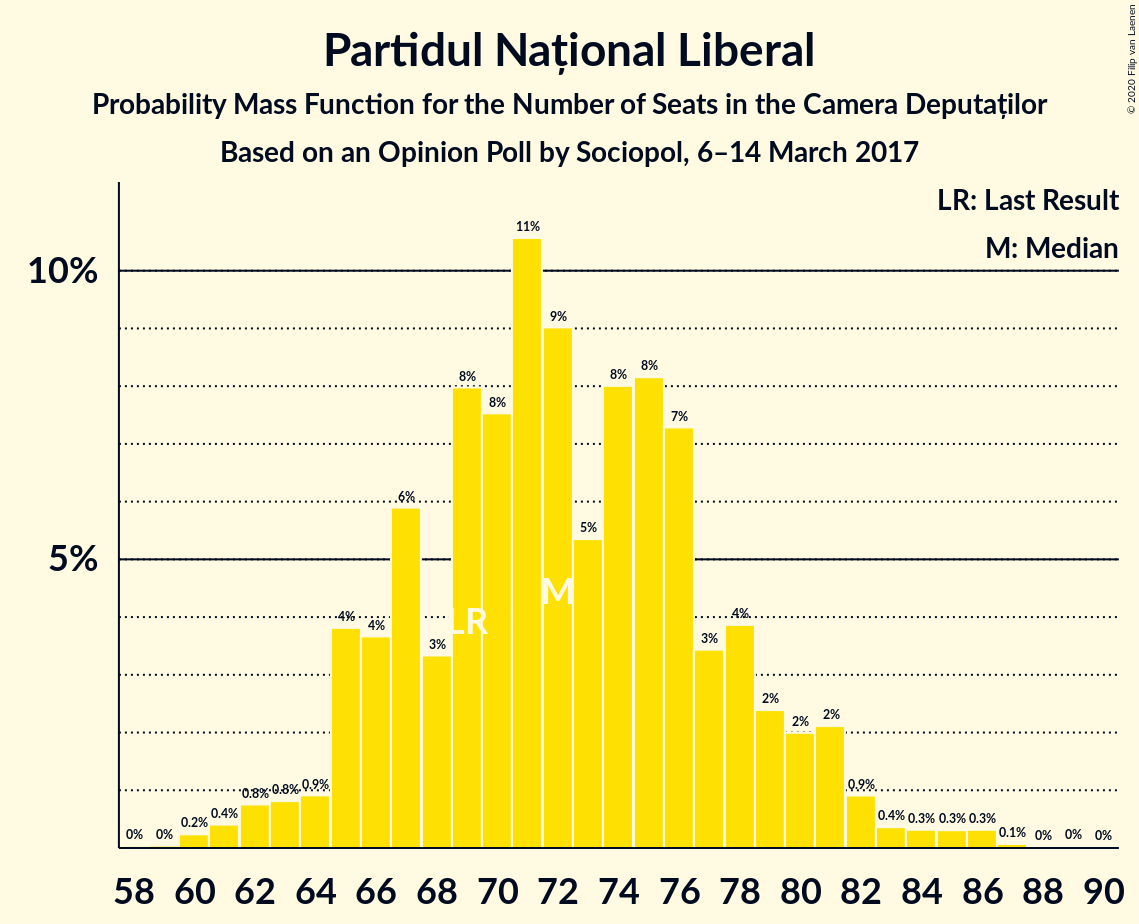 Partidul Național Liberal
Probability Mass Function for the Number of Seats in the Camera Deputaților
Based on an Opinion Poll by Sociopol, 6–14 March 2017
© 2020 Filip van Laenen
LR: Last Result
M: Median
10%
5%
0% 0% 0.2% 0.4% 0.8% 0.8% 0.9% 4% 4% 6% 3% 8% 8% 11% 9% 5% 8% 8% 7% 3% 4% 2% 2% 2% 0.9% 0.4% 0.3% 0.3% 0.3% 0.1% 0% 0% 0%
LR
M
58 60 62 64 66 68 70 72 74 76 78 80 82 84 86 88 90